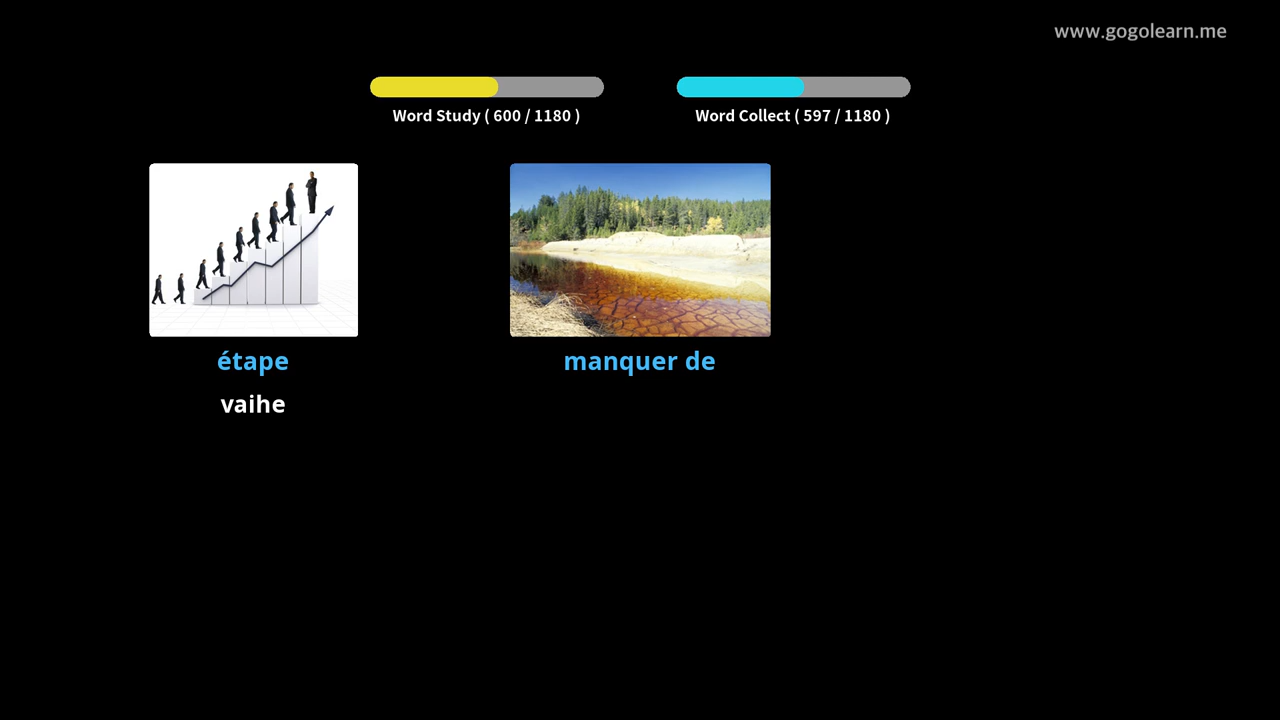 www.gogolearn.me
Word Study ( 600 / 1180 )
Word Collect ( 597 / 1180 )
étape
manquer de
vaihe